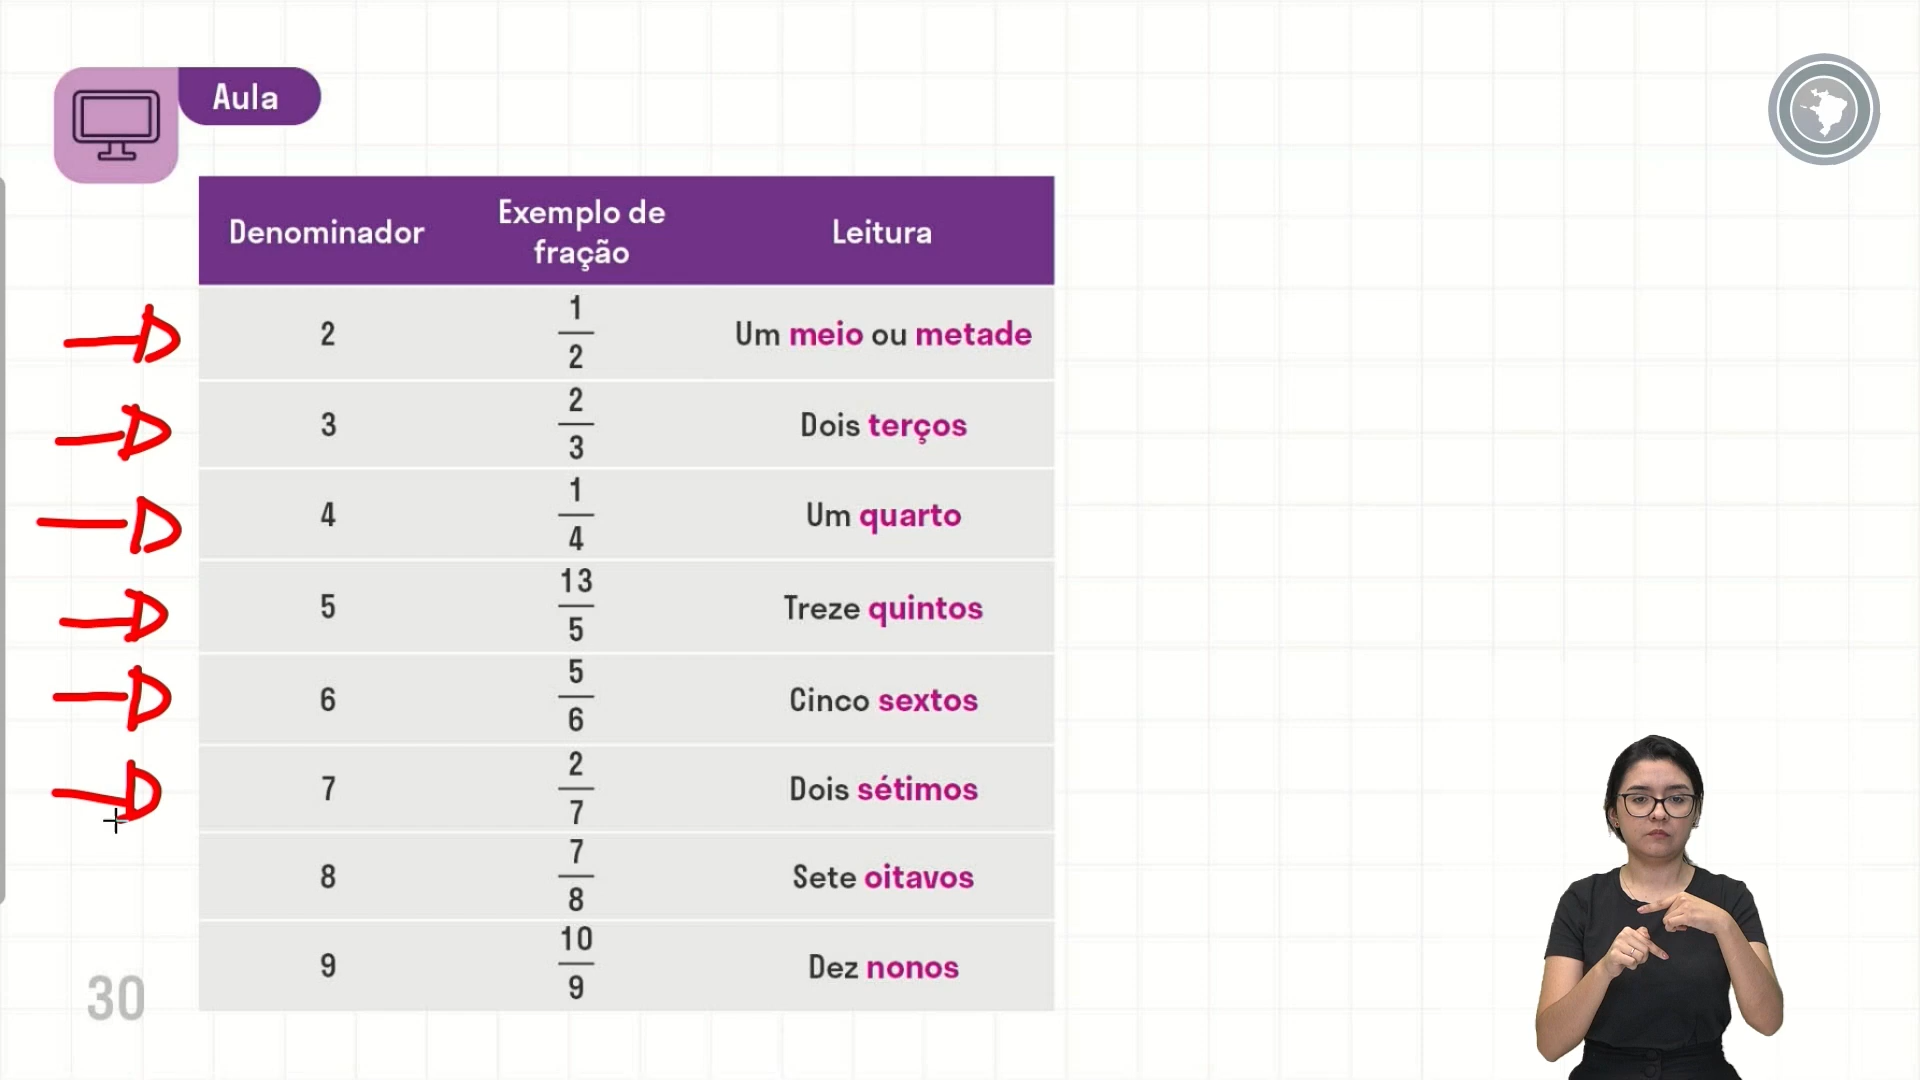 Aula
Denominador Exemplo de fração Leitura
2 1/2 Um meio ou metade
3 2/3 Dois terços
4 1/4 Um quarto
5 13/5 Treze quintos
6 5/6 Cinco sextos
7 2/7 Dois sétimos
8 7/8 Sete oitavos
9 10/9 Dez nonos
30